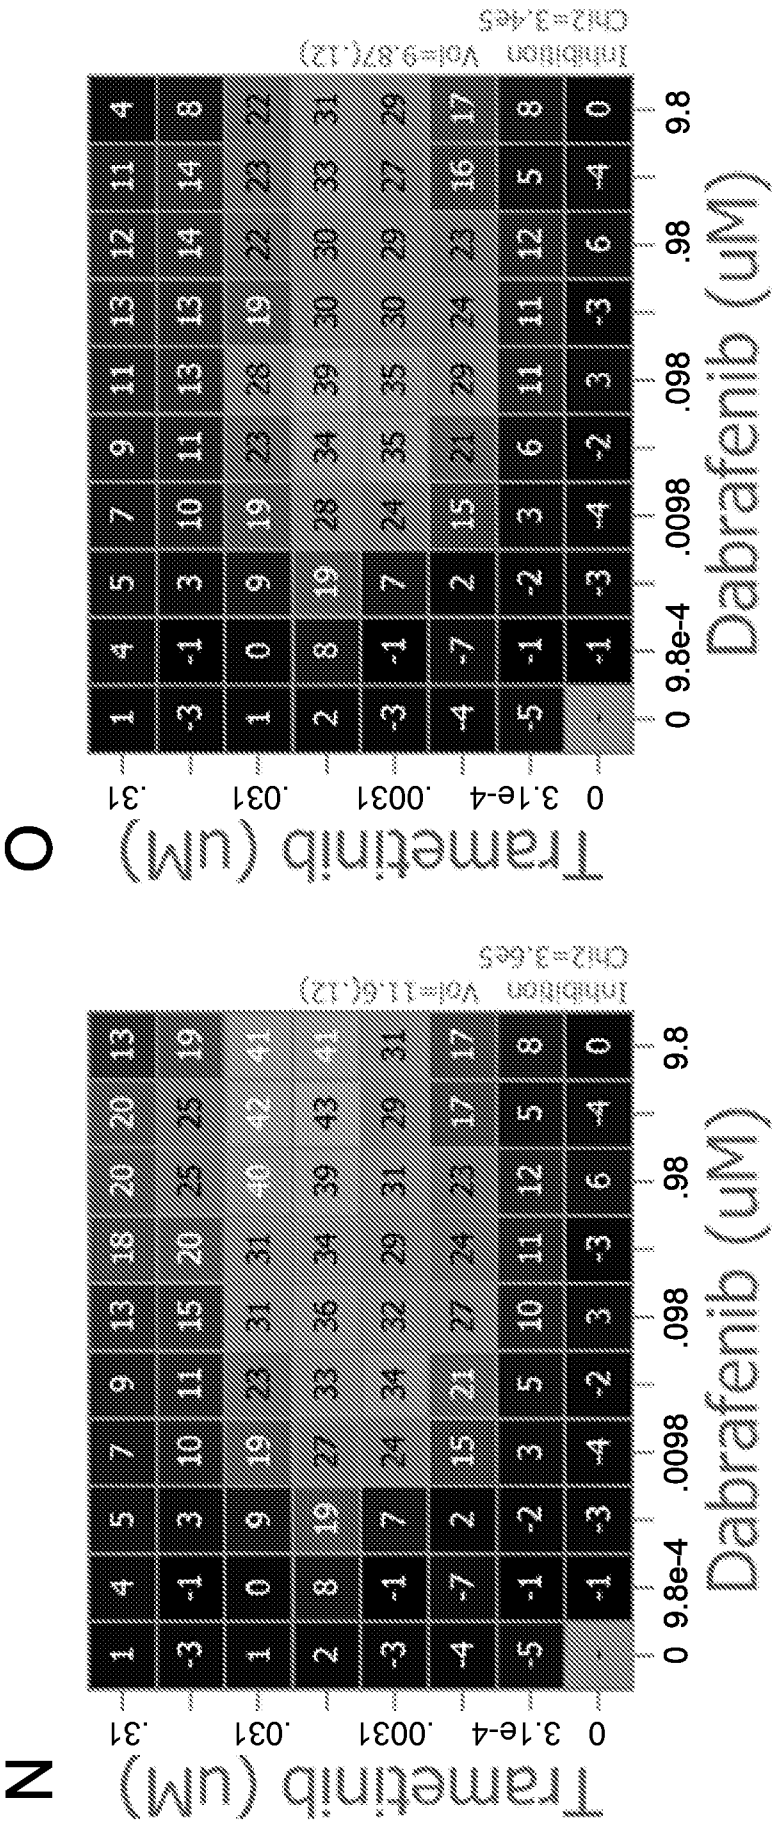 N
Trametinib (uM)
.31 1 4 5 7 9 13 18 20 20 13
-3 -1 3 10 11 15 20 25 25 19
.031 1 0 9 19 23 31 31 40 42 41
2 8 19 27 33 36 34 39 43 41
.0031 -3 -1 7 24 34 32 29 31 29 31
-4 -7 2 15 21 27 24 23 17 17
3.1e-4 -5 -1 -2 3 5 10 11 12 5 8
0 - -1 -3 -4 -2 3 -3 6 -4 0
0 9.8e-4 .0098 .098 .98 9.8
Dabrafenib (uM)
Inhibition Vol=11.6(.12)
Chi2=3.6e5
O
Trametinib (uM)
.31 1 4 5 7 9 11 13 12 11 4
-3 -1 3 10 11 13 13 14 14 8
.031 1 0 9 19 23 28 19 22 23 22
2 8 19 28 34 39 30 30 33 31
.0031 -3 -1 7 24 35 35 30 29 27 29
-4 -7 2 15 21 29 24 23 16 17
3.1e-4 -5 -1 -2 3 6 11 11 12 5 8
0 - -1 -3 -4 -2 3 -3 6 -4 0
0 9.8e-4 .0098 .098 .98 9.8
Dabrafenib (uM)
Inhibition Vol=9.87(.12)
Chi2=3.4e5